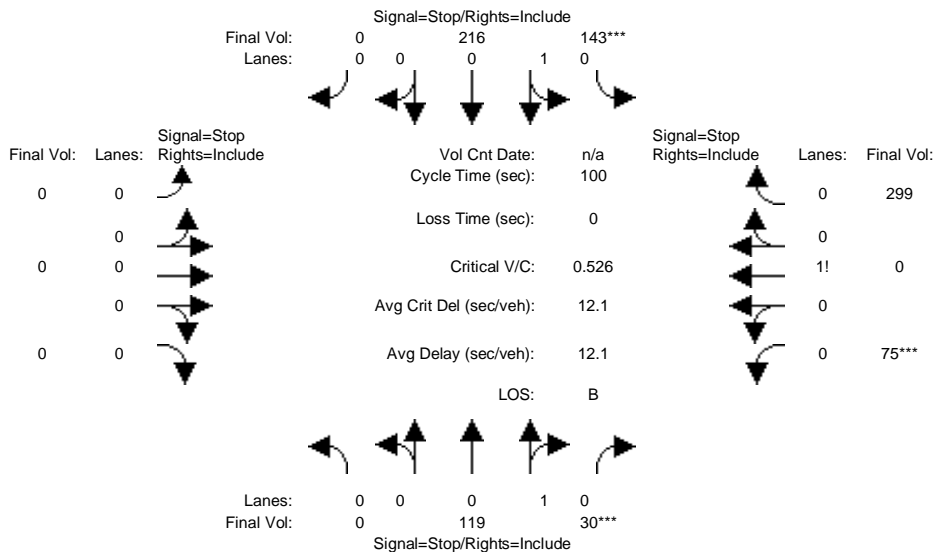 Signal=Stop/Rights=Include
Final Vol: 0 216 143***
Lanes: 0 0 0 1 0
Signal=Stop Signal=Stop
Final Vol: Lanes: Rights=Include Vol Cnt Date: n/a Rights=Include Lanes: Final Vol:
Cycle Time (sec): 100
0 0 0 299
Loss Time (sec): 0
0 0
0 0 Critical V/C: 0.526 1! 0
0 Avg Crit Del (sec/veh): 12.1 0
0 0 Avg Delay (sec/veh): 12.1 0 75***
LOS: B
Lanes: 0 0 0 1 0
Final Vol: 0 119 30***
Signal=Stop/Rights=Include